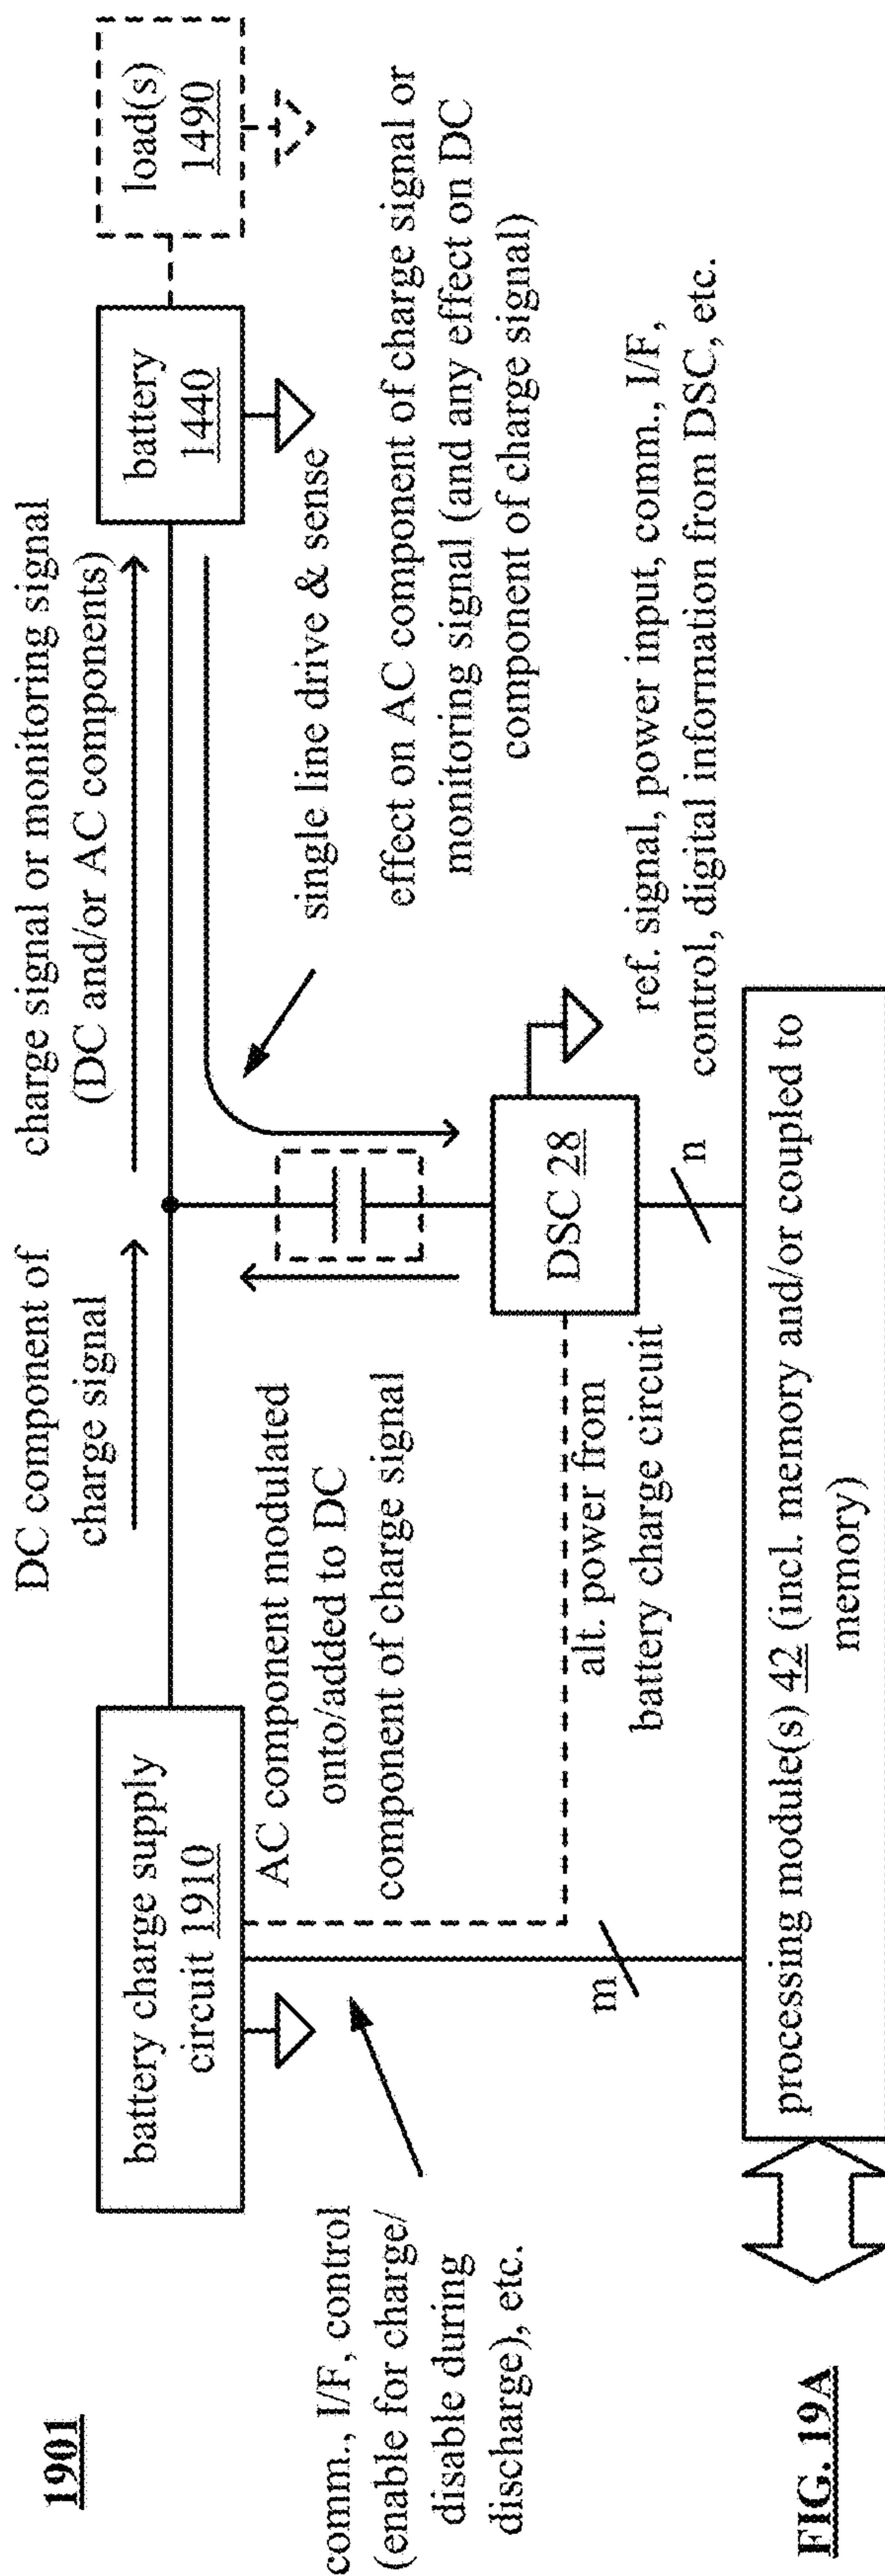 1901
DC component of
charge signal
charge signal or monitoring signal
(DC and/or AC components)
battery charge supply
circuit 1910
battery
1440
load(s)
1490
AC component modulated
onto/added to DC
component of charge signal
single line drive & sense
effect on AC component of charge signal or
monitoring signal (and any effect on DC
component of charge signal)
comm., I/F, control
(enable for charge/
disable during
discharge), etc.
alt. power from
battery charge circuit
DSC 28
ref. signal, power input, comm., I/F,
control, digital information from DSC, etc.
m
n
processing module(s) 42 (incl. memory and/or coupled to
memory)
FIG. 19A